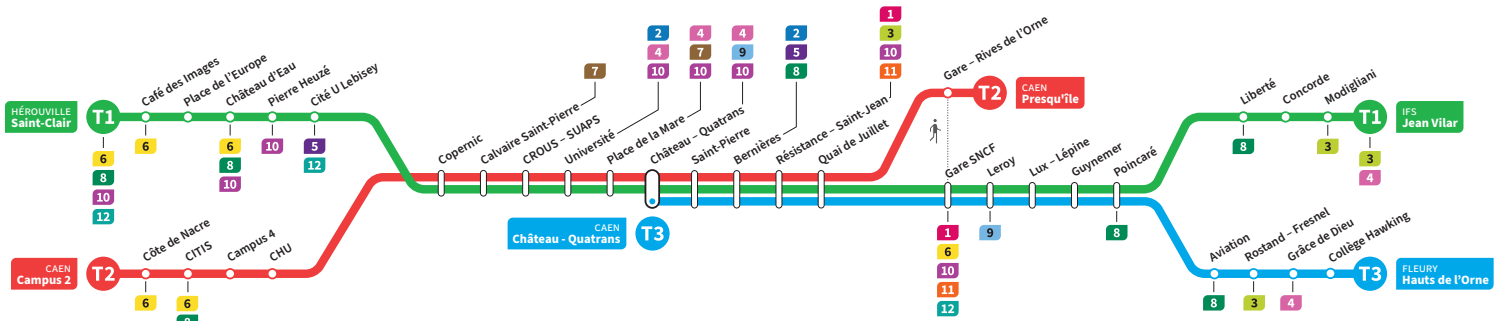 HÉROUVILLE
Saint-Clair
T1
6
8
10
12
Café des Images
6
Place de l'Europe
Château d'Eau
6
8
10
Pierre Heuzé
10
Cité U Lebisey
5
12
CAEN
Campus 2
T2
Côte de Nacre
6
CITIS
6
Campus 4
CHU
Copernic
Calvaire Saint-Pierre
7
CROUS – SUAPS
Université
2
4
10
Place de la Mare
4
7
10
Château – Quatrans
4
9
10
CAEN
Château - Quatrans
T3
Saint-Pierre
Bernières
2
5
8
Résistance – Saint-Jean
1
3
10
11
Quai de Juillet
Gare – Rives de l'Orne
T2
CAEN
Presqu'île
Gare SNCF
1
6
10
11
12
Leroy
9
Lux – Lépine
Guynemer
Poincaré
8
Liberté
8
Concorde
Modigliani
3
T1
3
4
IFS
Jean Vilar
Aviation
8
Rostand – Fresnel
3
Grâce de Dieu
4
Collège Hawking
T3
FLEURY
Hauts de l'Orne